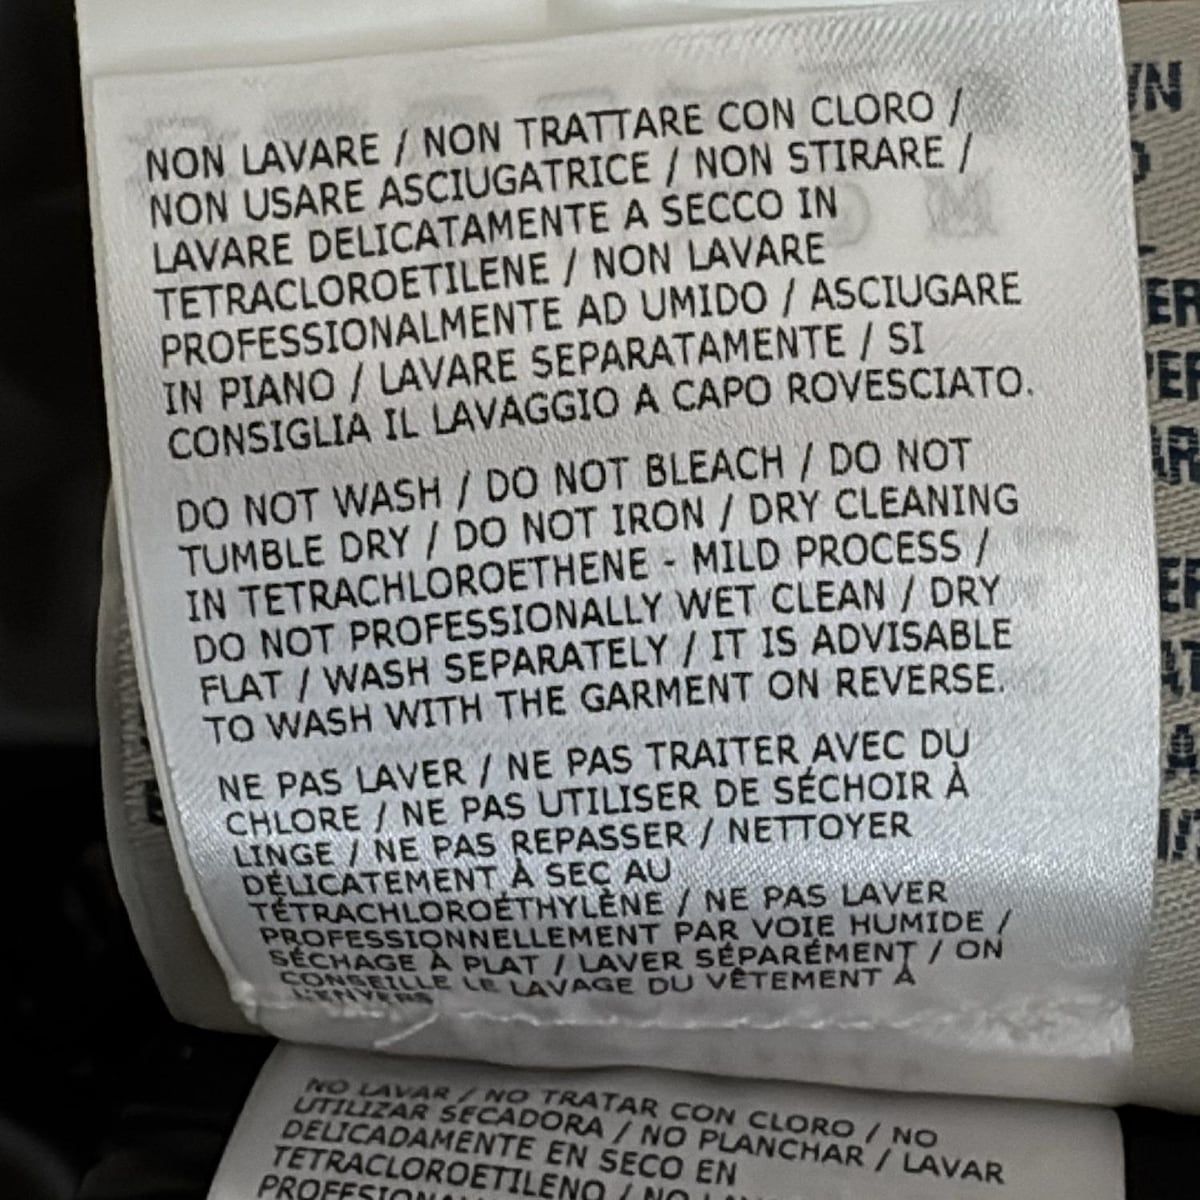 NON LAVARE / NON TRATTARE CON CLORO /
NON USARE ASCIUGATRICE / NON STIRARE /
LAVARE DELICATAMENTE A SECCO IN
TETRACLOROETILENE / NON LAVARE
PROFESSIONALMENTE AD UMIDO / ASCIUGARE
IN PIANO / LAVARE SEPARATAMENTE / SI
CONSIGLIA IL LAVAGGIO A CAPO ROVESCIATO.
DO NOT WASH / DO NOT BLEACH / DO NOT
TUMBLE DRY / DO NOT IRON / DRY CLEANING
IN TETRACHLOROETHENE - MILD PROCESS /
DO NOT PROFESSIONALLY WET CLEAN / DRY
FLAT / WASH SEPARATELY / IT IS ADVISABLE
TO WASH WITH THE GARMENT ON REVERSE.
NE PAS LAVER / NE PAS TRAITER AVEC DU
CHLORE / NE PAS UTILISER DE SÉCHOIR À
LINGE / NE PAS REPASSER / NETTOYER
DÉLICATEMENT À SEC AU
TÉTRACHLOROÉTHYLÈNE / NE PAS LAVER
PROFESSIONNELLEMENT PAR VOIE HUMIDE /
SÉCHAGE À PLAT / LAVER SÉPARÉMENT / ON
CONSEILLE LE LAVAGE DU VÊTEMENT À
L'ENVERS
NO LAVAR / NO TRATAR CON CLORO / NO
UTILIZAR SECADORA / NO PLANCHAR / LAVAR
DELICADAMENTE EN SECO EN
TETRACLOROETILENO / NO